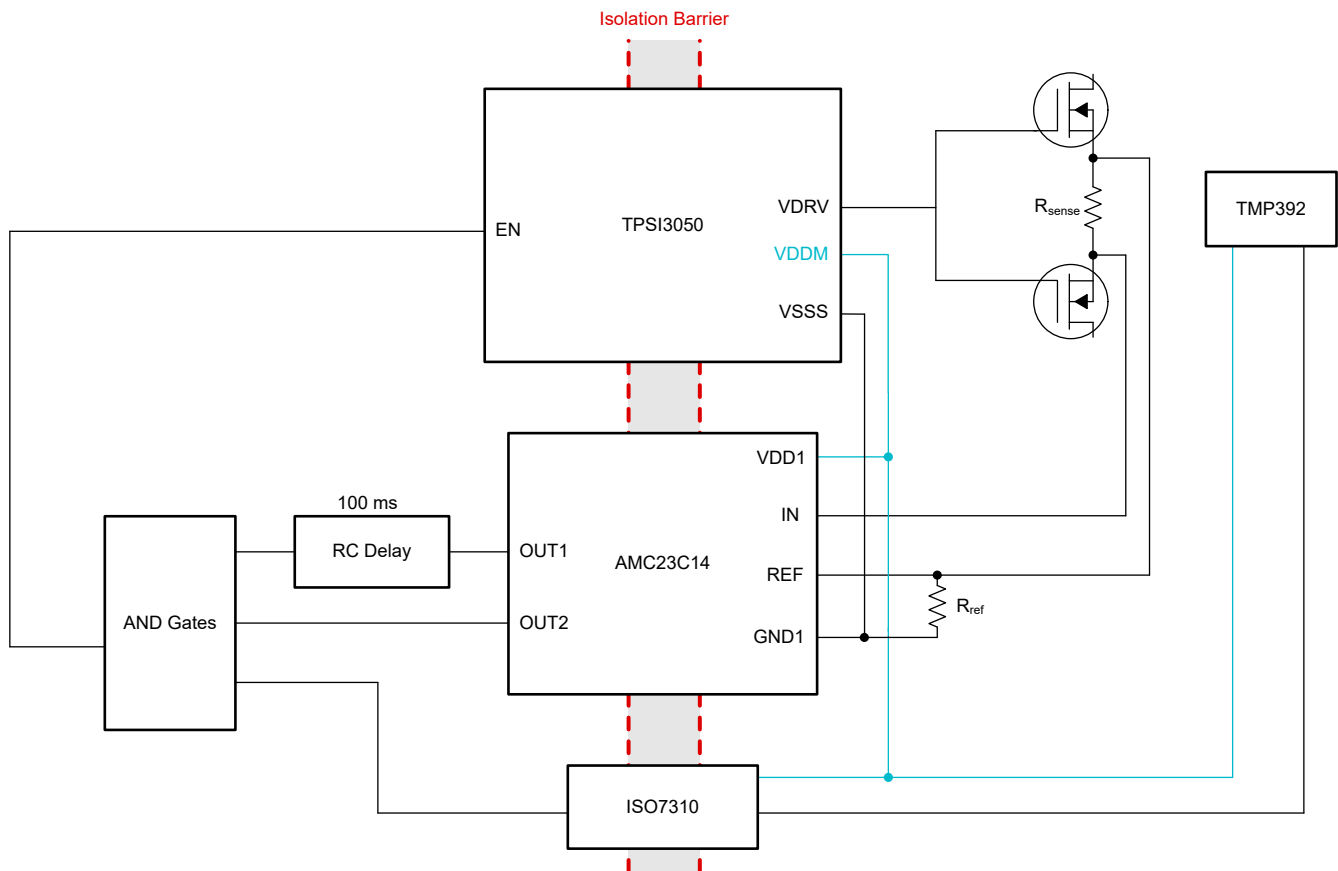 Isolation Barrier
EN
TPSI3050
VDRV
VDDM
VSSS
Rsense
TMP392
100 ms
RC Delay
AND Gates
OUT1
OUT2
AMC23C14
VDD1
IN
REF
GND1
Rref
ISO7310